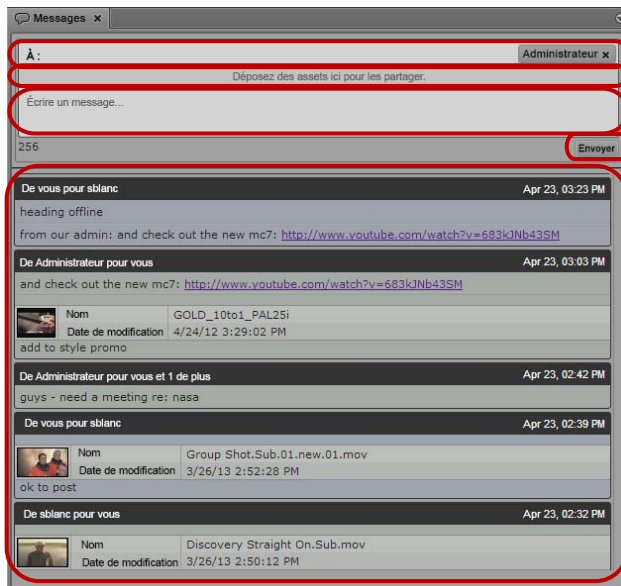 Messages ×
À :
Administrateur ×
Déposez des assets ici pour les partager.
Écrire un message...
256
Envoyer
De vous pour sblanc Apr 23, 03:23 PM
heading offline
from our admin: and check out the new mc7: http://www.youtube.com/watch?v=683kJNb43SM
De Administrateur pour vous Apr 23, 03:03 PM
and check out the new mc7: http://www.youtube.com/watch?v=683kJNb43SM
Nom GOLD_10to1_PAL25i
Date de modification 4/24/12 3:29:02 PM
add to style promo
De Administrateur pour vous et 1 de plus Apr 23, 02:42 PM
guys - need a meeting re: nasa
De vous pour sblanc Apr 23, 02:39 PM
Nom Group Shot.Sub.01.new.01.mov
Date de modification 3/26/13 2:52:28 PM
ok to post
De sblanc pour vous Apr 23, 02:32 PM
Nom Discovery Straight On.Sub.mov
Date de modification 3/26/13 2:50:12 PM